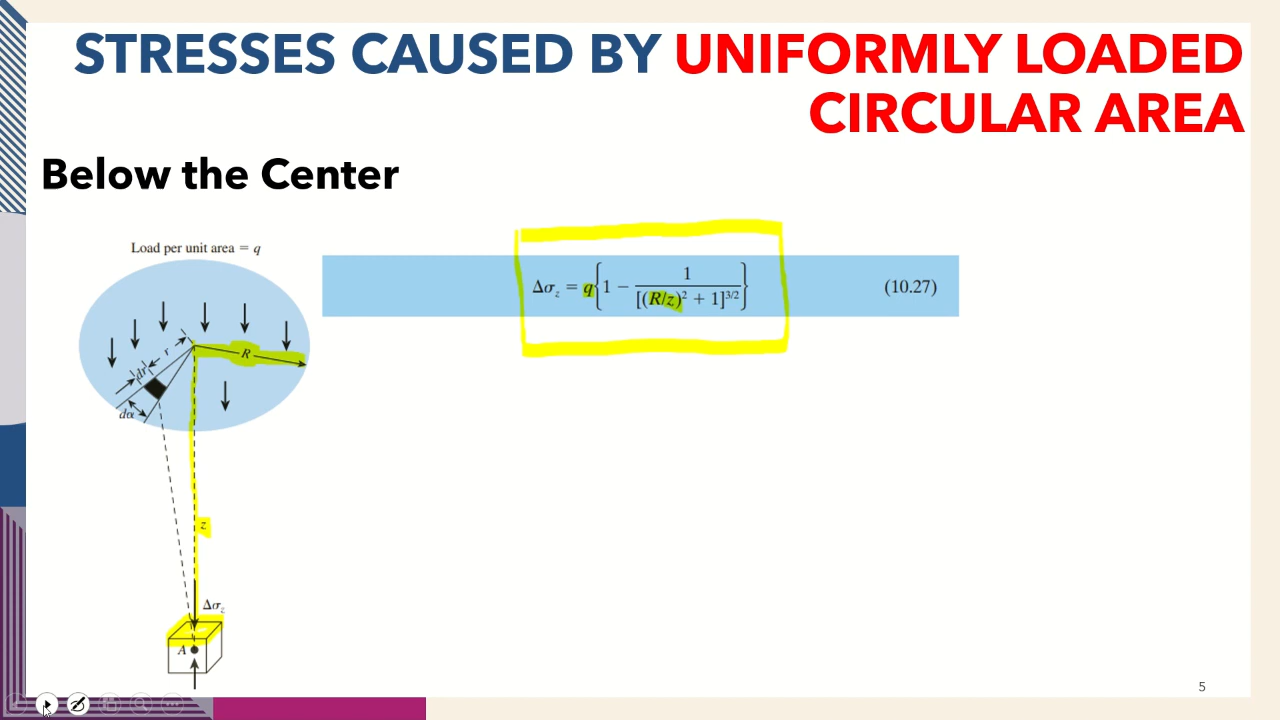 STRESSES CAUSED BY UNIFORMLY LOADED
CIRCULAR AREA
Below the Center
Load per unit area = q
Δσz = q{1 − 1/[(R/z)² + 1]^3/2} (10.27)
r
R
dr
dα
z
Δσz
A
5